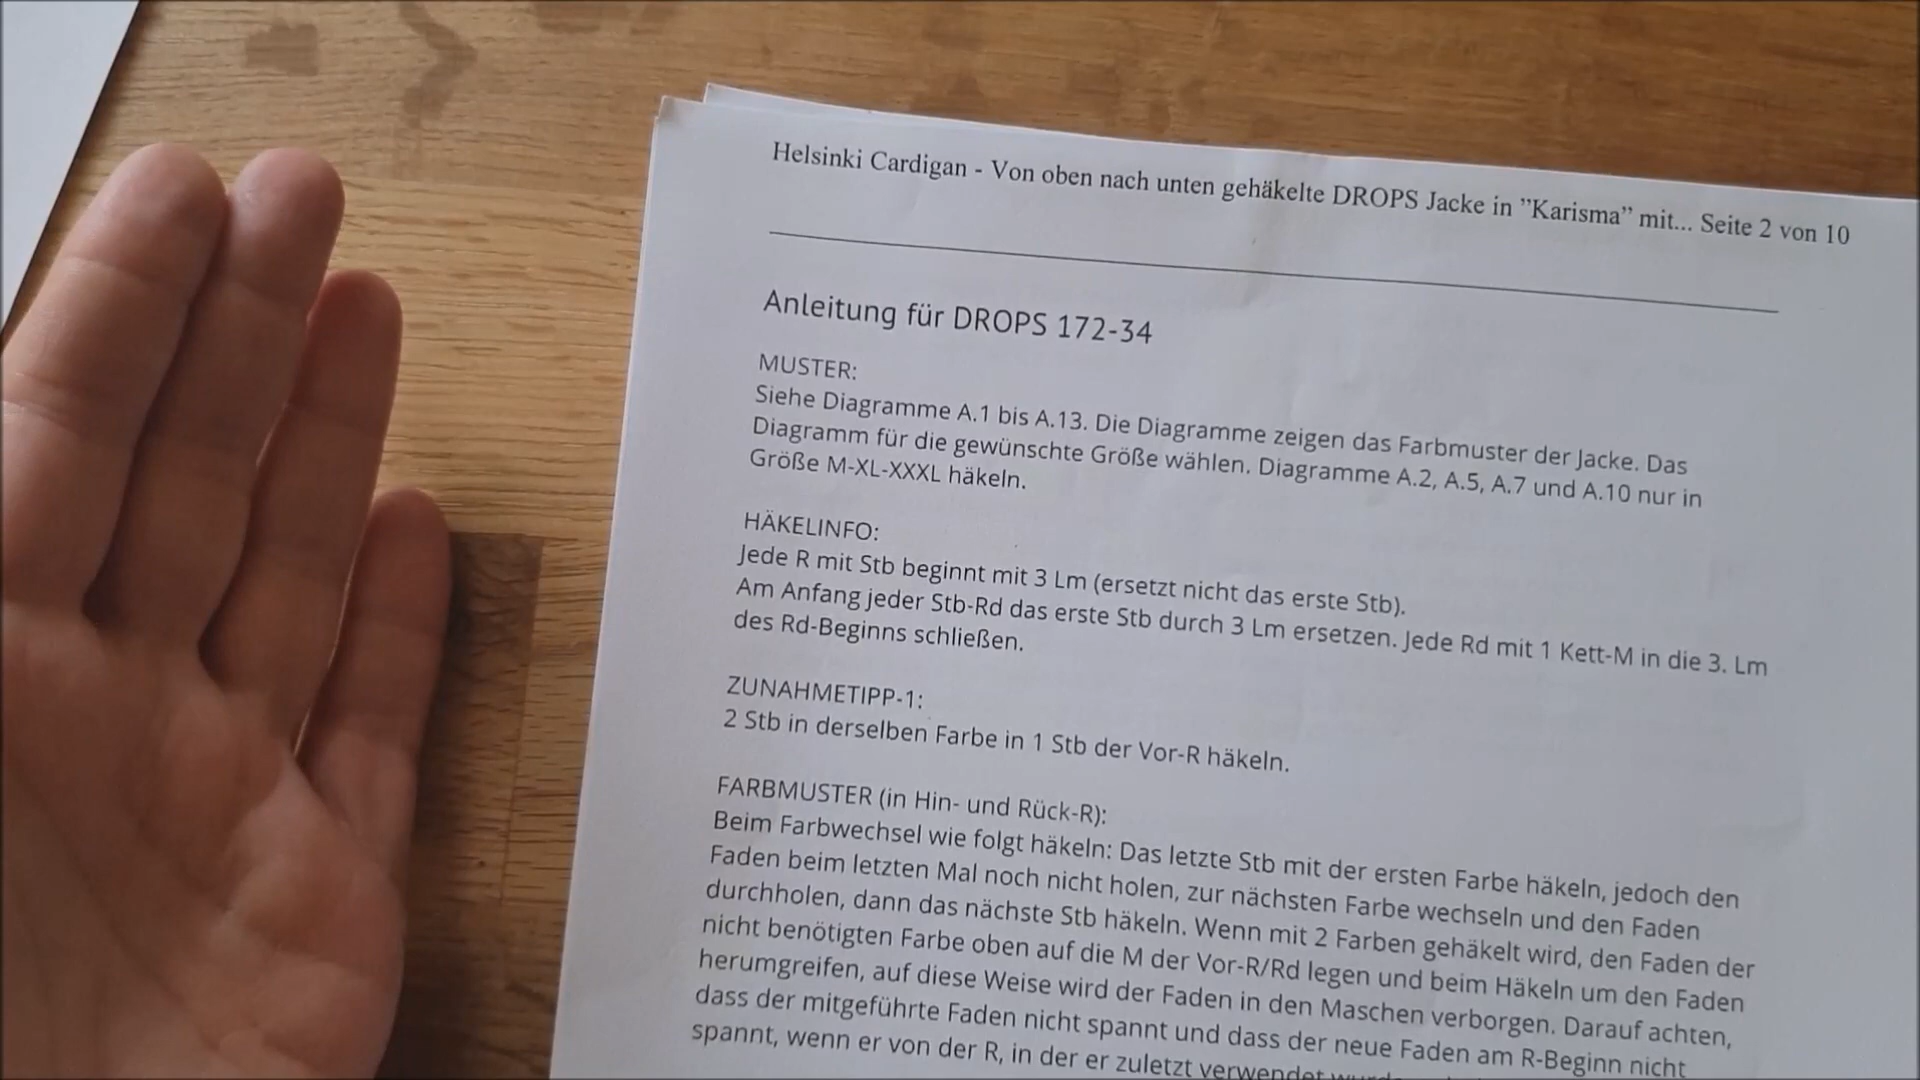 Helsinki Cardigan - Von oben nach unten gehäkelte DROPS Jacke in ”Karisma” mit... Seite 2 von 10
Anleitung für DROPS 172-34
MUSTER:
Siehe Diagramme A.1 bis A.13. Die Diagramme zeigen das Farbmuster der Jacke. Das
Diagramm für die gewünschte Größe wählen. Diagramme A.2, A.5, A.7 und A.10 nur in
Größe M-XL-XXXL häkeln.
HÄKELINFO:
Jede R mit Stb beginnt mit 3 Lm (ersetzt nicht das erste Stb).
Am Anfang jeder Stb-Rd das erste Stb durch 3 Lm ersetzen. Jede Rd mit 1 Kett-M in die 3. Lm
des Rd-Beginns schließen.
ZUNAHMETIPP-1:
2 Stb in derselben Farbe in 1 Stb der Vor-R häkeln.
FARBMUSTER (in Hin- und Rück-R):
Beim Farbwechsel wie folgt häkeln: Das letzte Stb mit der ersten Farbe häkeln, jedoch den
Faden beim letzten Mal noch nicht holen, zur nächsten Farbe wechseln und den Faden
durchholen, dann das nächste Stb häkeln. Wenn mit 2 Farben gehäkelt wird, den Faden der
nicht benötigten Farbe oben auf die M der Vor-R/Rd legen und beim Häkeln um den Faden
herumgreifen, auf diese Weise wird der Faden in den Maschen verborgen. Darauf achten,
dass der mitgeführte Faden nicht spannt und dass der neue Faden am R-Beginn nicht
spannt, wenn er von der R, in der er zuletzt verwendet